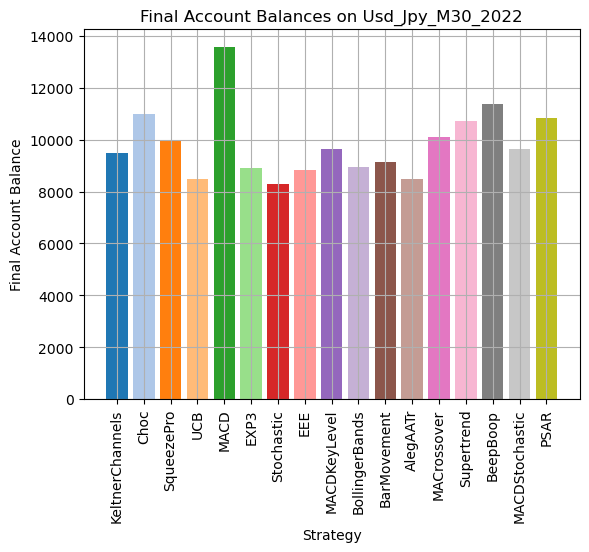 Final Account Balances on Usd_Jpy_M30_2022
Final Account Balance
14000
12000
10000
8000
6000
4000
2000
0
KeltnerChannels
Choc
SqueezePro
UCB
MACD
EXP3
Stochastic
EEE
MACDKeyLevel
BollingerBands
BarMovement
AlegAATr
MACrossover
Supertrend
BeepBoop
MACDStochastic
PSAR
Strategy